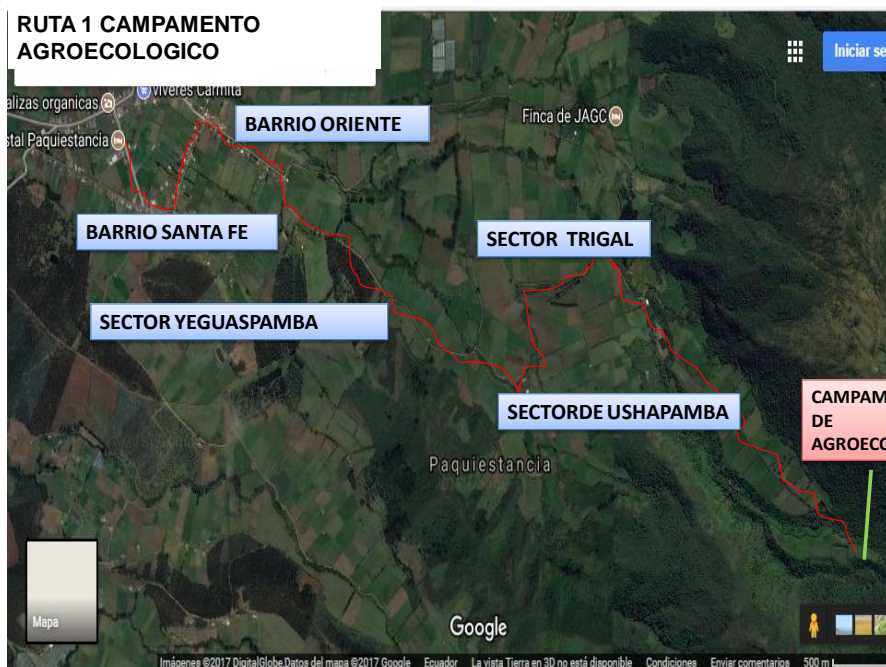 RUTA 1 CAMPAMENTO
AGROECOLOGICO
Iniciar se
Viveres Carmita
alizas organicas
BARRIO ORIENTE
Finca de JAGC
stal Paquiestancia
BARRIO SANTA FE
SECTOR TRIGAL
SECTOR YEGUASPAMBA
SECTORDE USHAPAMBA
CAMPAM
DE
AGROECO
Paquiestancia
Mapa
Google
Imágenes ©2017 DigitalGlobe,Datos del mapa ©2017 Google Ecuador La vista Tierra en 3D no está disponible Condiciones Enviar comentarios 500 m